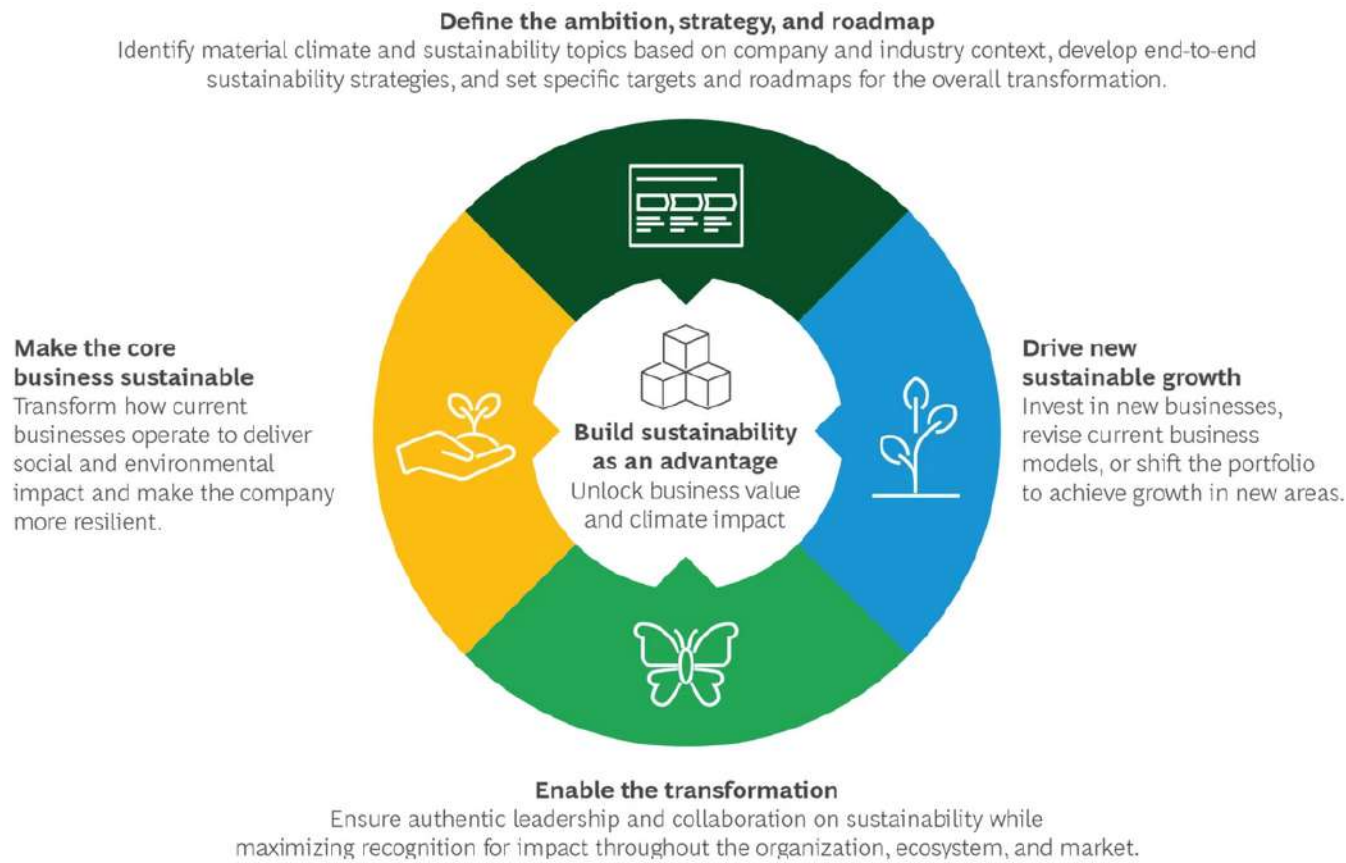 Define the ambition, strategy, and roadmap
Identify material climate and sustainability topics based on company and industry context, develop end-to-end
sustainability strategies, and set specific targets and roadmaps for the overall transformation.
Make the core
business sustainable
Transform how current
businesses operate to deliver
social and environmental
impact and make the company
more resilient.
Build sustainability
as an advantage
Unlock business value
and climate impact
Drive new
sustainable growth
Invest in new businesses,
revise current business
models, or shift the portfolio
to achieve growth in new areas.
Enable the transformation
Ensure authentic leadership and collaboration on sustainability while
maximizing recognition for impact throughout the organization, ecosystem, and market.